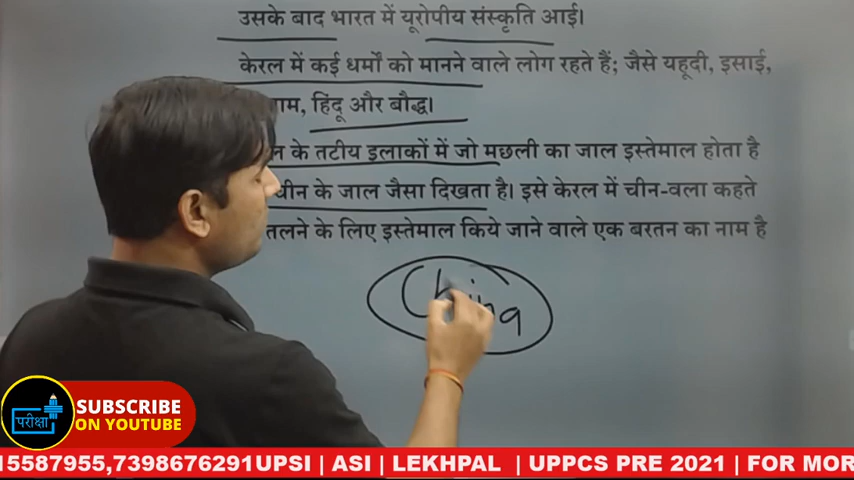 उसके बाद भारत में यूरोपीय संस्कृति आई।
केरल में कई धर्मों को मानने वाले लोग रहते हैं; जैसे यहूदी, इसाई,
हिंदू और बौद्ध।
के तटीय इलाकों में जो मछली का जाल इस्तेमाल होता है
चीन के जाल जैसा दिखता है। इसे केरल में चीन-वला कहते
तलने के लिए इस्तेमाल किये जाने वाले एक बरतन का नाम है
China
परीक्षा
SUBSCRIBE
ON YOUTUBE
15587955,7398676291UPSI | ASI | LEKHPAL | UPPCS PRE 2021 | FOR MOR